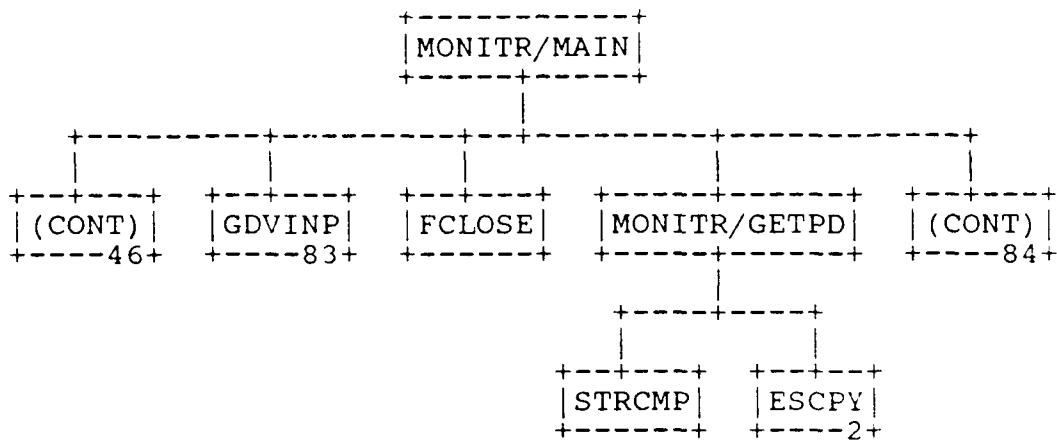 MONITR/MAIN
(CONT) GDVINP FCLOSE MONITR/GETPD (CONT)
46 83 84
STRCMP ESCPY
2